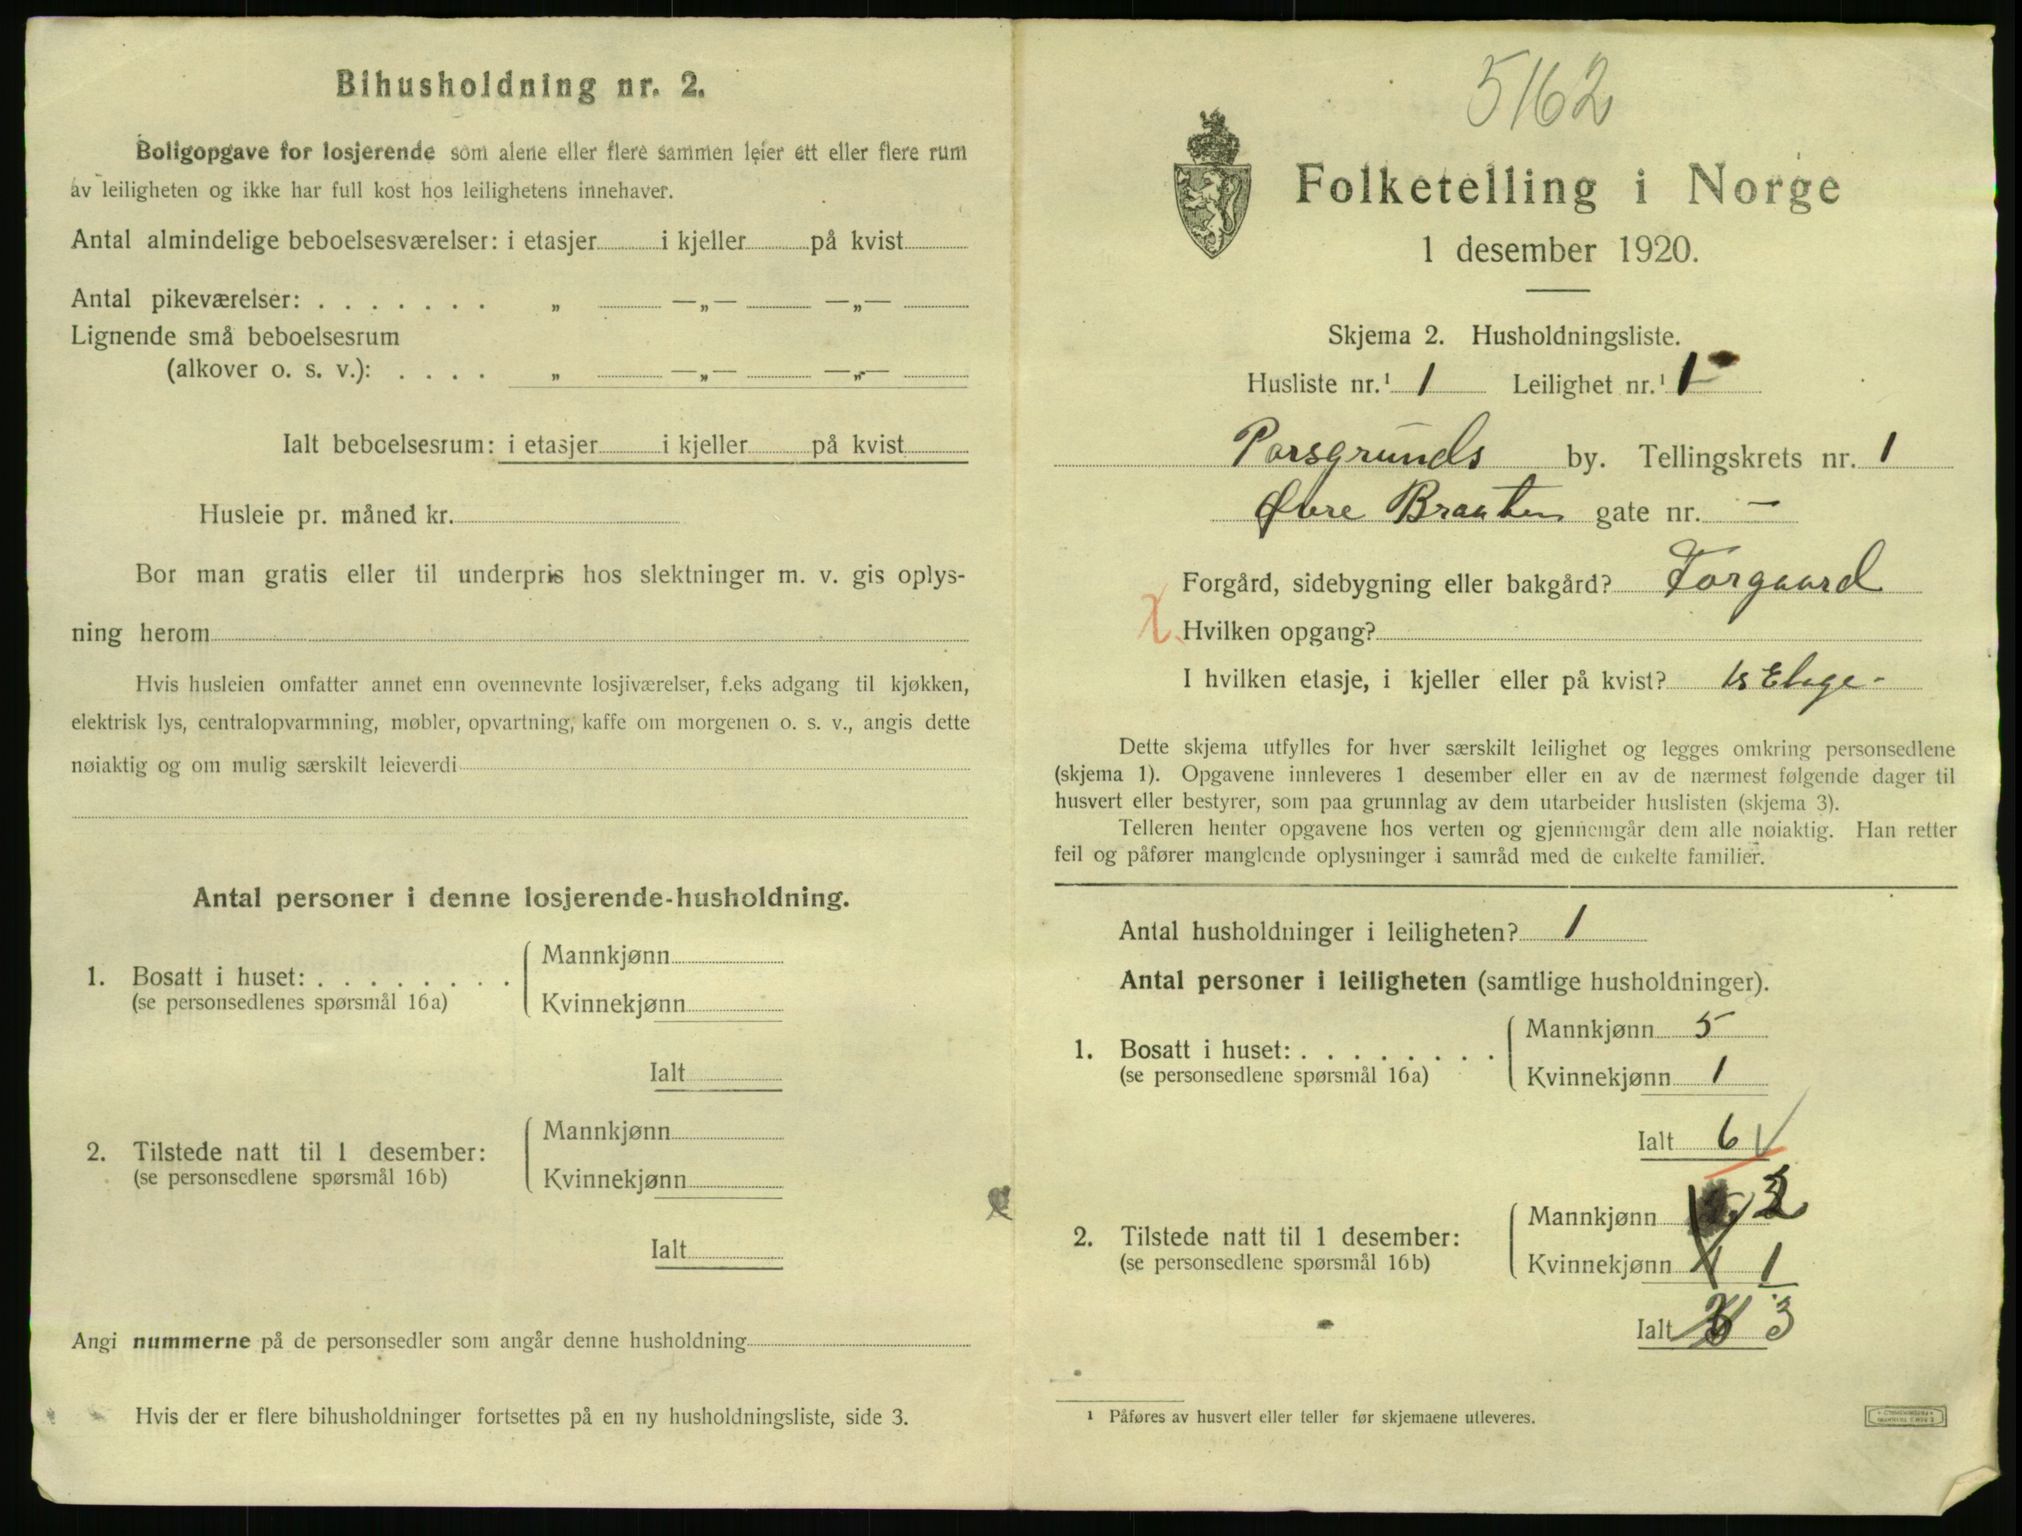 Bihusholdning nr. 2.
Boligopgave for losjerende som alene eller flere sammen leier ett eller flere rum
av leiligheten og ikke har full kost hos leilighetens innehaver.
Antal almindelige beboelsesværelser: i etasjer i kjeller på kvist
Antal pikeværelser: . . . . . . . „ —„— —„—
Lignende små beboelsesrum
(alkover o. s. v.): . . . . „ —„— —„—
Ialt beboelsesrum: i etasjer i kjeller på kvist
Husleie pr. måned kr.
Bor man gratis eller til underpris hos slektninger m. v. gis oplys-
ning herom
Hvis husleien omfatter annet enn ovennevnte losjiværelser, f.eks adgang til kjøkken,
elektrisk lys, centralopvarmning, møbler, opvartning, kaffe om morgenen o. s. v., angis dette
nøiaktig og om mulig særskilt leieverdi
Antal personer i denne losjerende-husholdning.
1. Bosatt i huset: . . . . . . . .
(se personsedlenes spørsmål 16a)
Mannkjønn
Kvinnekjønn
Ialt
2. Tilstede natt til 1 desember:
(se personsedlene spørsmål 16b)
Mannkjønn
Kvinnekjønn
Ialt
Angi nummerne på de personsedler som angår denne husholdning
Hvis der er flere bihusholdninger fortsettes på en ny husholdningsliste, side 3.
5162
Folketelling i Norge
1 desember 1920.
Skjema 2. Husholdningsliste.
Husliste nr.¹ 1 Leilighet nr.¹ 1
Porsgrunds by. Tellingskrets nr. 1
Øvre Braaten gate nr. —
Forgård, sidebygning eller bakgård? Forgaard
Hvilken opgang?
I hvilken etasje, i kjeller eller på kvist? 1s Etage-
Dette skjema utfylles for hver særskilt leilighet og legges omkring personsedlene
(skjema 1). Opgavene innleveres 1 desember eller en av de nærmest følgende dager til
husvert eller bestyrer, som paa grunnlag av dem utarbeider huslisten (skjema 3).
Telleren henter opgavene hos verten og gjennemgår dem alle nøiaktig. Han retter
feil og påfører manglende oplysninger i samråd med de enkelte familier.
Antal husholdninger i leiligheten? 1
Antal personer i leiligheten (samtlige husholdninger).
1. Bosatt i huset: . . . . . . . .
(se personsedlene spørsmål 16a)
Mannkjønn 5
Kvinnekjønn 1
Ialt 6
2. Tilstede natt til 1 desember:
(se personsedlene spørsmål 16b)
Mannkjønn 2
Kvinnekjønn 1 1
Ialt 3
¹ Påføres av husvert eller teller før skjemaene utleveres.